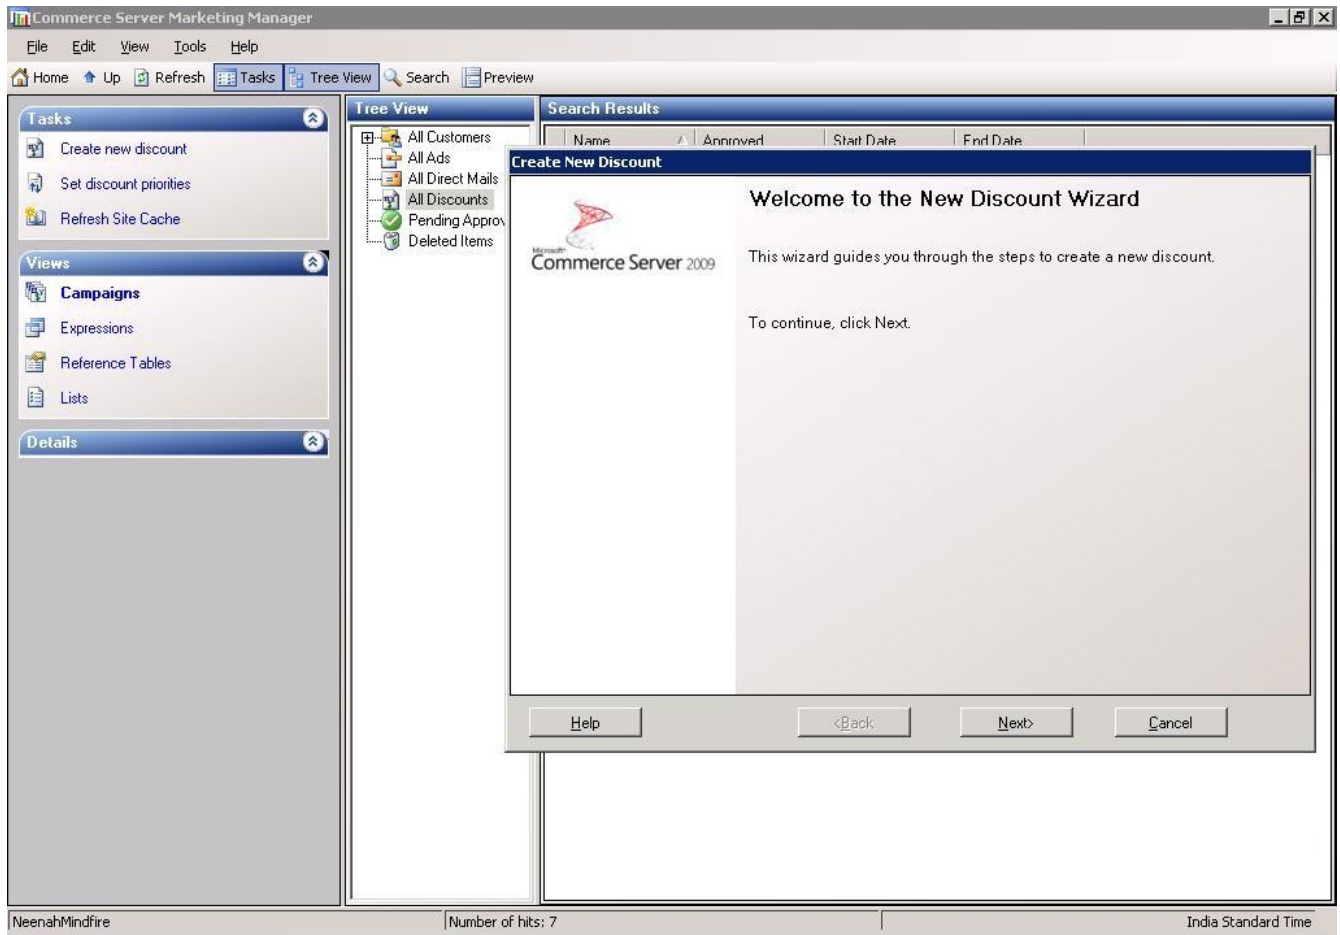 Commerce Server Marketing Manager
File Edit View Tools Help
Home Up Refresh Tasks Tree View Search Preview
Tasks
Create new discount
Set discount priorities
Refresh Site Cache
Views
Campaigns
Expressions
Reference Tables
Lists
Details
Tree View
All Customers
All Ads
All Direct Mails
All Discounts
Pending Approv
Deleted Items
Search Results
Name Approved Start Date End Date
Create New Discount
Microsoft
Commerce Server 2009
Welcome to the New Discount Wizard
This wizard guides you through the steps to create a new discount.
To continue, click Next.
Help <Back Next> Cancel
NeenahMindfire Number of hits: 7 India Standard Time